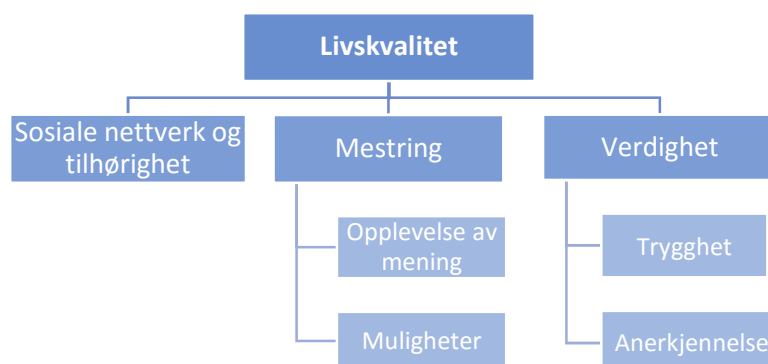 Livskvalitet
Sosiale nettverk og
tilhørighet
Mestring
Opplevelse av
mening
Muligheter
Verdighet
Trygghet
Anerkjennelse